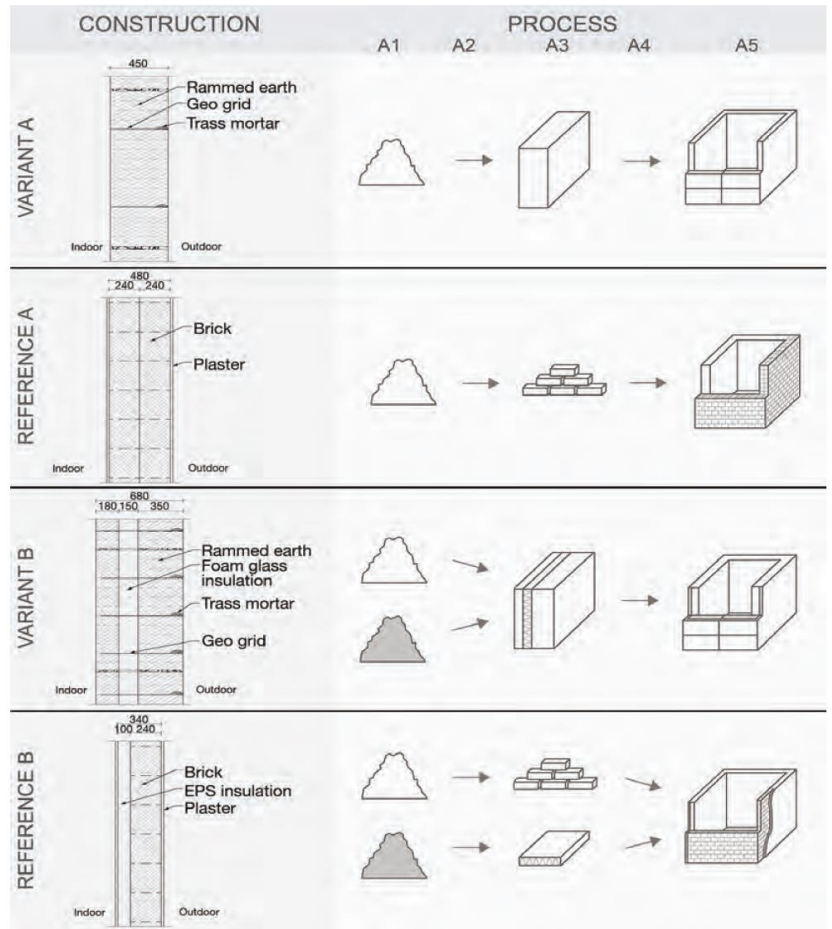 CONSTRUCTION PROCESS
A1 A2 A3 A4 A5
VARIANT A
450
Rammed earth
Geo grid
Trass mortar
Indoor Outdoor
REFERENCE A
480
240 240
Brick
Plaster
Indoor Outdoor
VARIANT B
680
180 150 350
Rammed earth
Foam glass
insulation
Trass mortar
Geo grid
Indoor Outdoor
REFERENCE B
340
100 240
Brick
EPS insulation
Plaster
Indoor Outdoor